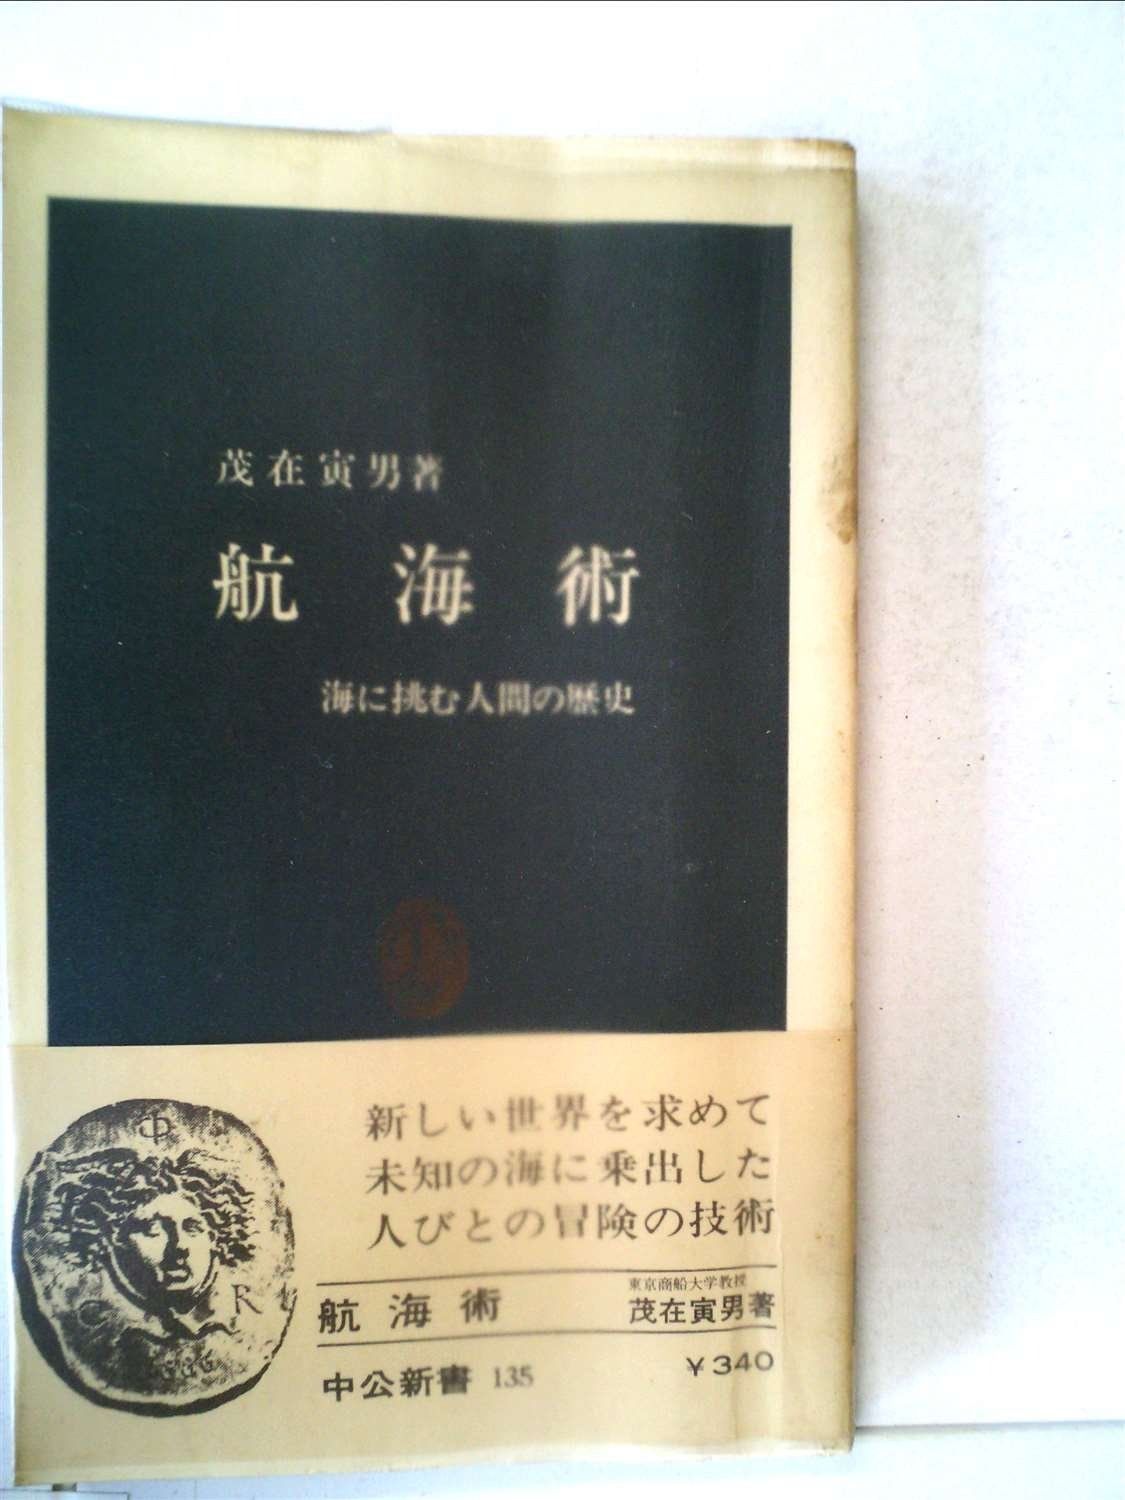 茂在寅男著
航海術
海に挑む人間の歴史
新しい世界を求めて
未知の海に乗出した
人びとの冒険の技術
航海術
東京商船大学教授
茂在寅男著
中公新書 135
¥340
R